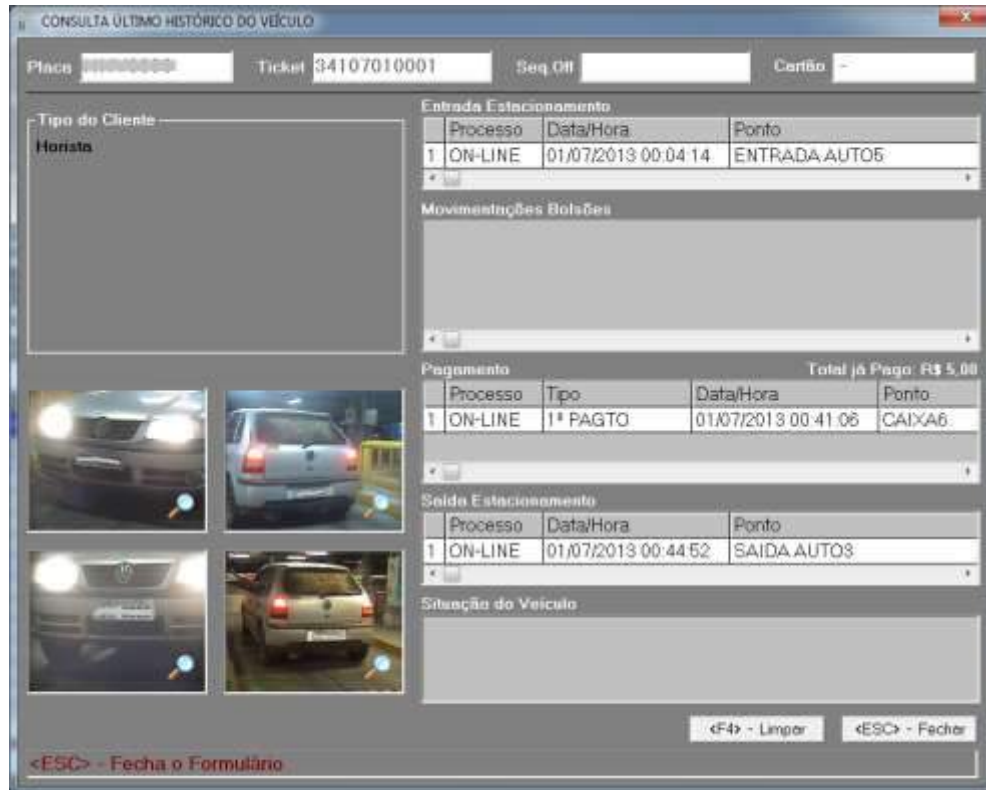 CONSULTA ÚLTIMO HISTÓRICO DO VEÍCULO
Placa Ticket 34107010001 Seq.Off Cartão -
Tipo do Cliente
Horista
Entrada Estacionamento
Processo Data/Hora Ponto
1 ON-LINE 01/07/2013 00:04:14 ENTRADA AUTO5
Movimentações Bolsões
Pagamento Total já Pago: R$ 5,00
Processo Tipo Data/Hora Ponto
1 ON-LINE 1º PAGTO 01/07/2013 00:41:06 CAIXA6
Saída Estacionamento
Processo Data/Hora Ponto
1 ON-LINE 01/07/2013 00:44:52 SAIDA AUTO3
Situação do Veículo
<F4> - Limpar <ESC> - Fechar
<ESC> - Fecha o Formulário